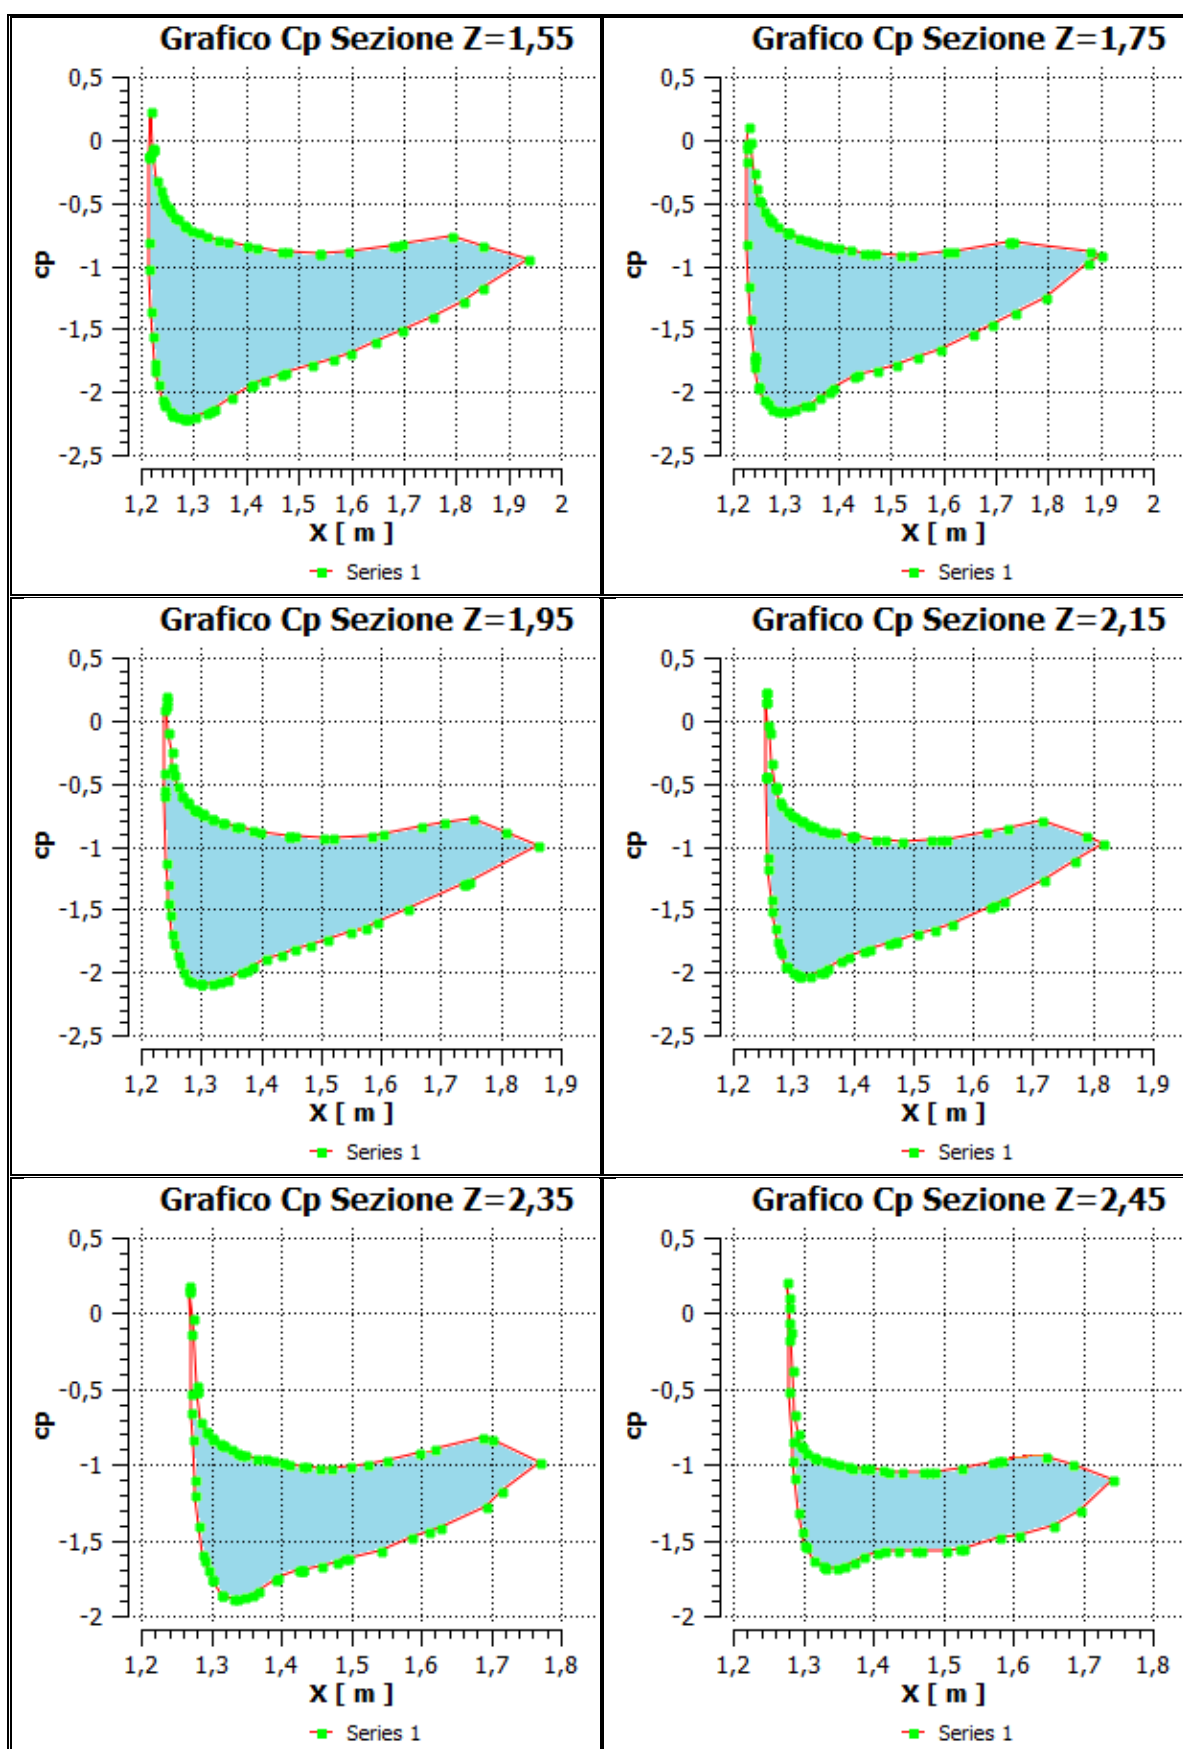 Grafico Cp Sezione Z=1,55
0,5
0
-0,5
-1
-1,5
-2
-2,5
cp
1,2 1,3 1,4 1,5 1,6 1,7 1,8 1,9 2
X [ m ]
Series 1
Grafico Cp Sezione Z=1,75
0,5
0
-0,5
-1
-1,5
-2
-2,5
cp
1,2 1,3 1,4 1,5 1,6 1,7 1,8 1,9 2
X [ m ]
Series 1
Grafico Cp Sezione Z=1,95
0,5
0
-0,5
-1
-1,5
-2
-2,5
cp
1,2 1,3 1,4 1,5 1,6 1,7 1,8 1,9
X [ m ]
Series 1
Grafico Cp Sezione Z=2,15
0,5
0
-0,5
-1
-1,5
-2
-2,5
cp
1,2 1,3 1,4 1,5 1,6 1,7 1,8 1,9
X [ m ]
Series 1
Grafico Cp Sezione Z=2,35
0,5
0
-0,5
-1
-1,5
-2
cp
1,2 1,3 1,4 1,5 1,6 1,7 1,8
X [ m ]
Series 1
Grafico Cp Sezione Z=2,45
0,5
0
-0,5
-1
-1,5
-2
cp
1,2 1,3 1,4 1,5 1,6 1,7 1,8
X [ m ]
Series 1